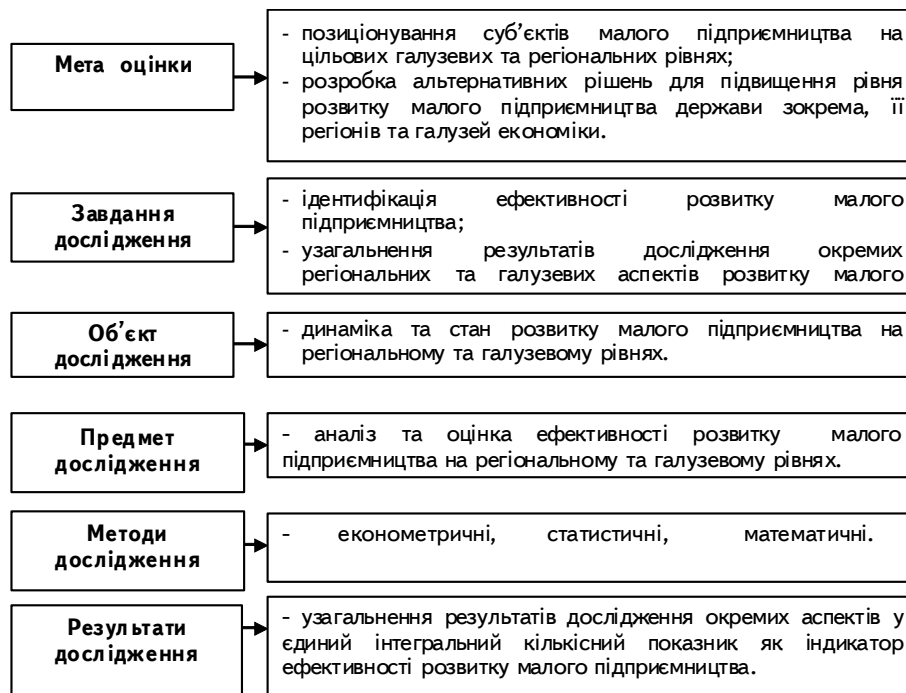 Мета оцінки
- позиціонування суб’єктів малого підприємництва на
цільових галузевих та регіональних рівнях;
- розробка альтернативних рішень для підвищення рівня
розвитку малого підприємництва держави зокрема, її
регіонів та галузей економіки.
Завдання
дослідження
- ідентифікація ефективності розвитку малого
підприємництва;
- узагальнення результатів дослідження окремих
регіональних та галузевих аспектів розвитку малого
Об’єкт
дослідження
- динаміка та стан розвитку малого підприємництва на
регіональному та галузевому рівнях.
Предмет
дослідження
- аналіз та оцінка ефективності розвитку малого
підприємництва на регіональному та галузевому рівнях.
Методи
дослідження
- економетричні, статистичні, математичні.
Результати
дослідження
- узагальнення результатів дослідження окремих аспектів у
єдиний інтегральний кількісний показник як індикатор
ефективності розвитку малого підприємництва.